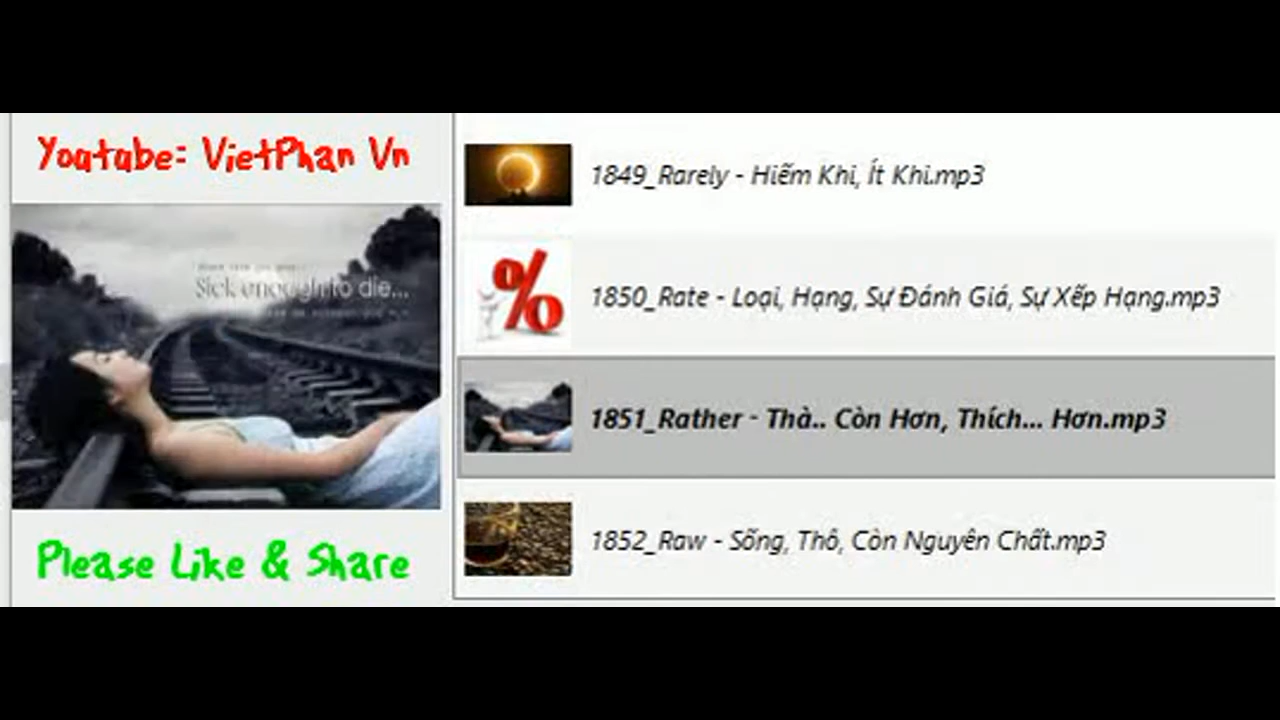 Youtube: VietPhan Vn
Sick enough to die...
Please Like & Share
1849_Rarely - Hiếm Khi, Ít Khi.mp3
1850_Rate - Loại, Hạng, Sự Đánh Giá, Sự Xếp Hạng.mp3
1851_Rather - Thà.. Còn Hơn, Thích... Hơn.mp3
1852_Raw - Sống, Thô, Còn Nguyên Chất.mp3